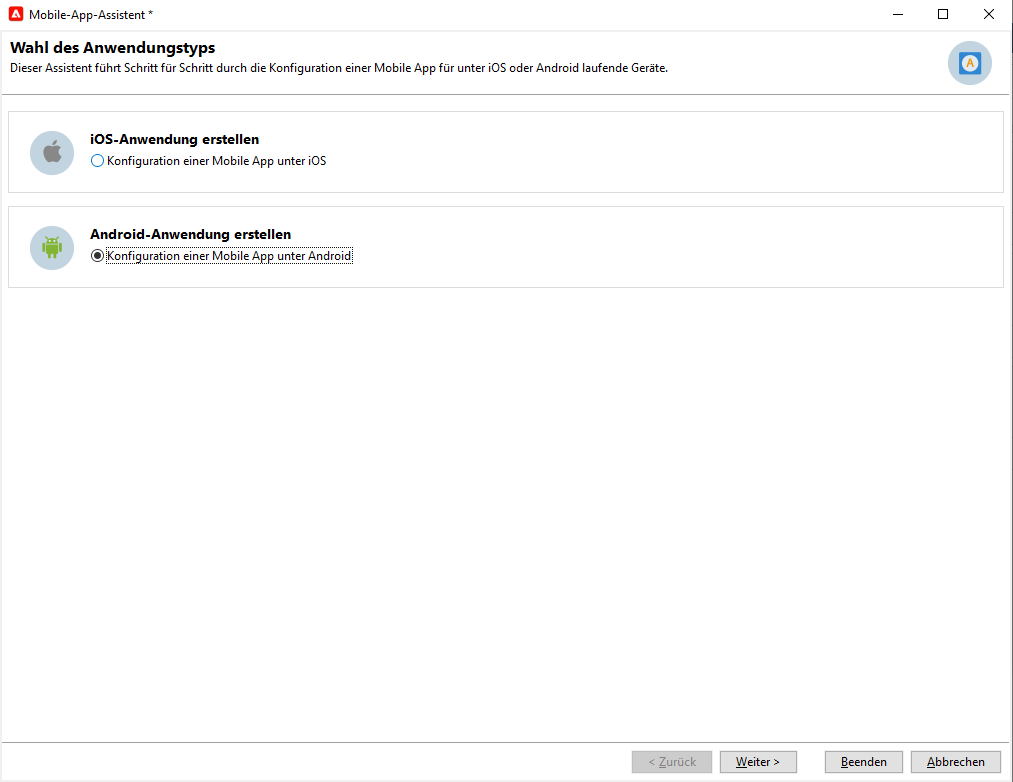 Mobile-App-Assistent *
Wahl des Anwendungstyps
Dieser Assistent führt Schritt für Schritt durch die Konfiguration einer Mobile App für unter iOS oder Android laufende Geräte.
A
iOS-Anwendung erstellen
Konfiguration einer Mobile App unter iOS
Android-Anwendung erstellen
Konfiguration einer Mobile App unter Android
< Zurück
Weiter >
Beenden
Abbrechen